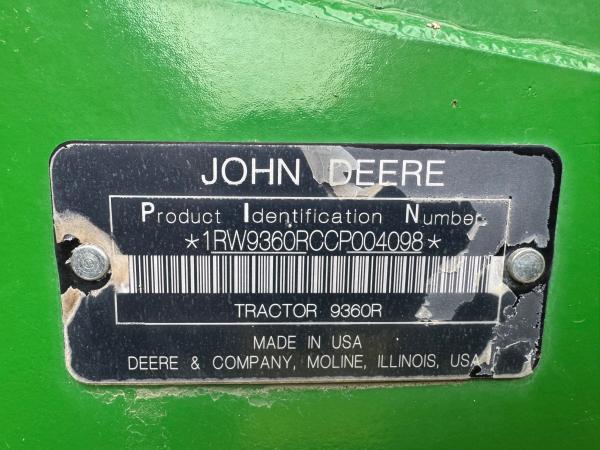 JOHN DEERE
Product Identification Number
*1RW9360RCCP004098*
TRACTOR 9360R
MADE IN USA
DEERE & COMPANY, MOLINE, ILLINOIS, USA